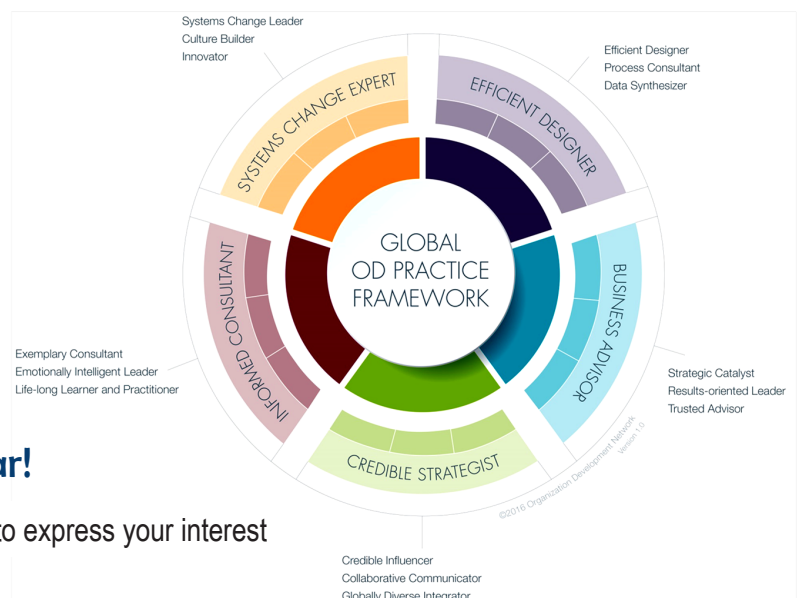 Systems Change Leader
Culture Builder
Innovator
Efficient Designer
Process Consultant
Data Synthesizer
SYSTEMS CHANGE EXPERT
EFFICIENT DESIGNER
GLOBAL
OD PRACTICE
FRAMEWORK
INFORMED CONSULTANT
BUSINESS ADVISOR
Exemplary Consultant
Emotionally Intelligent Leader
Life-long Learner and Practitioner
Strategic Catalyst
Results-oriented Leader
Trusted Advisor
CREDIBLE STRATEGIST
©2016 Organization Development Network
Version 1.0
ar!
to express your interest
Credible Influencer
Collaborative Communicator
Globally Diverse Integrator